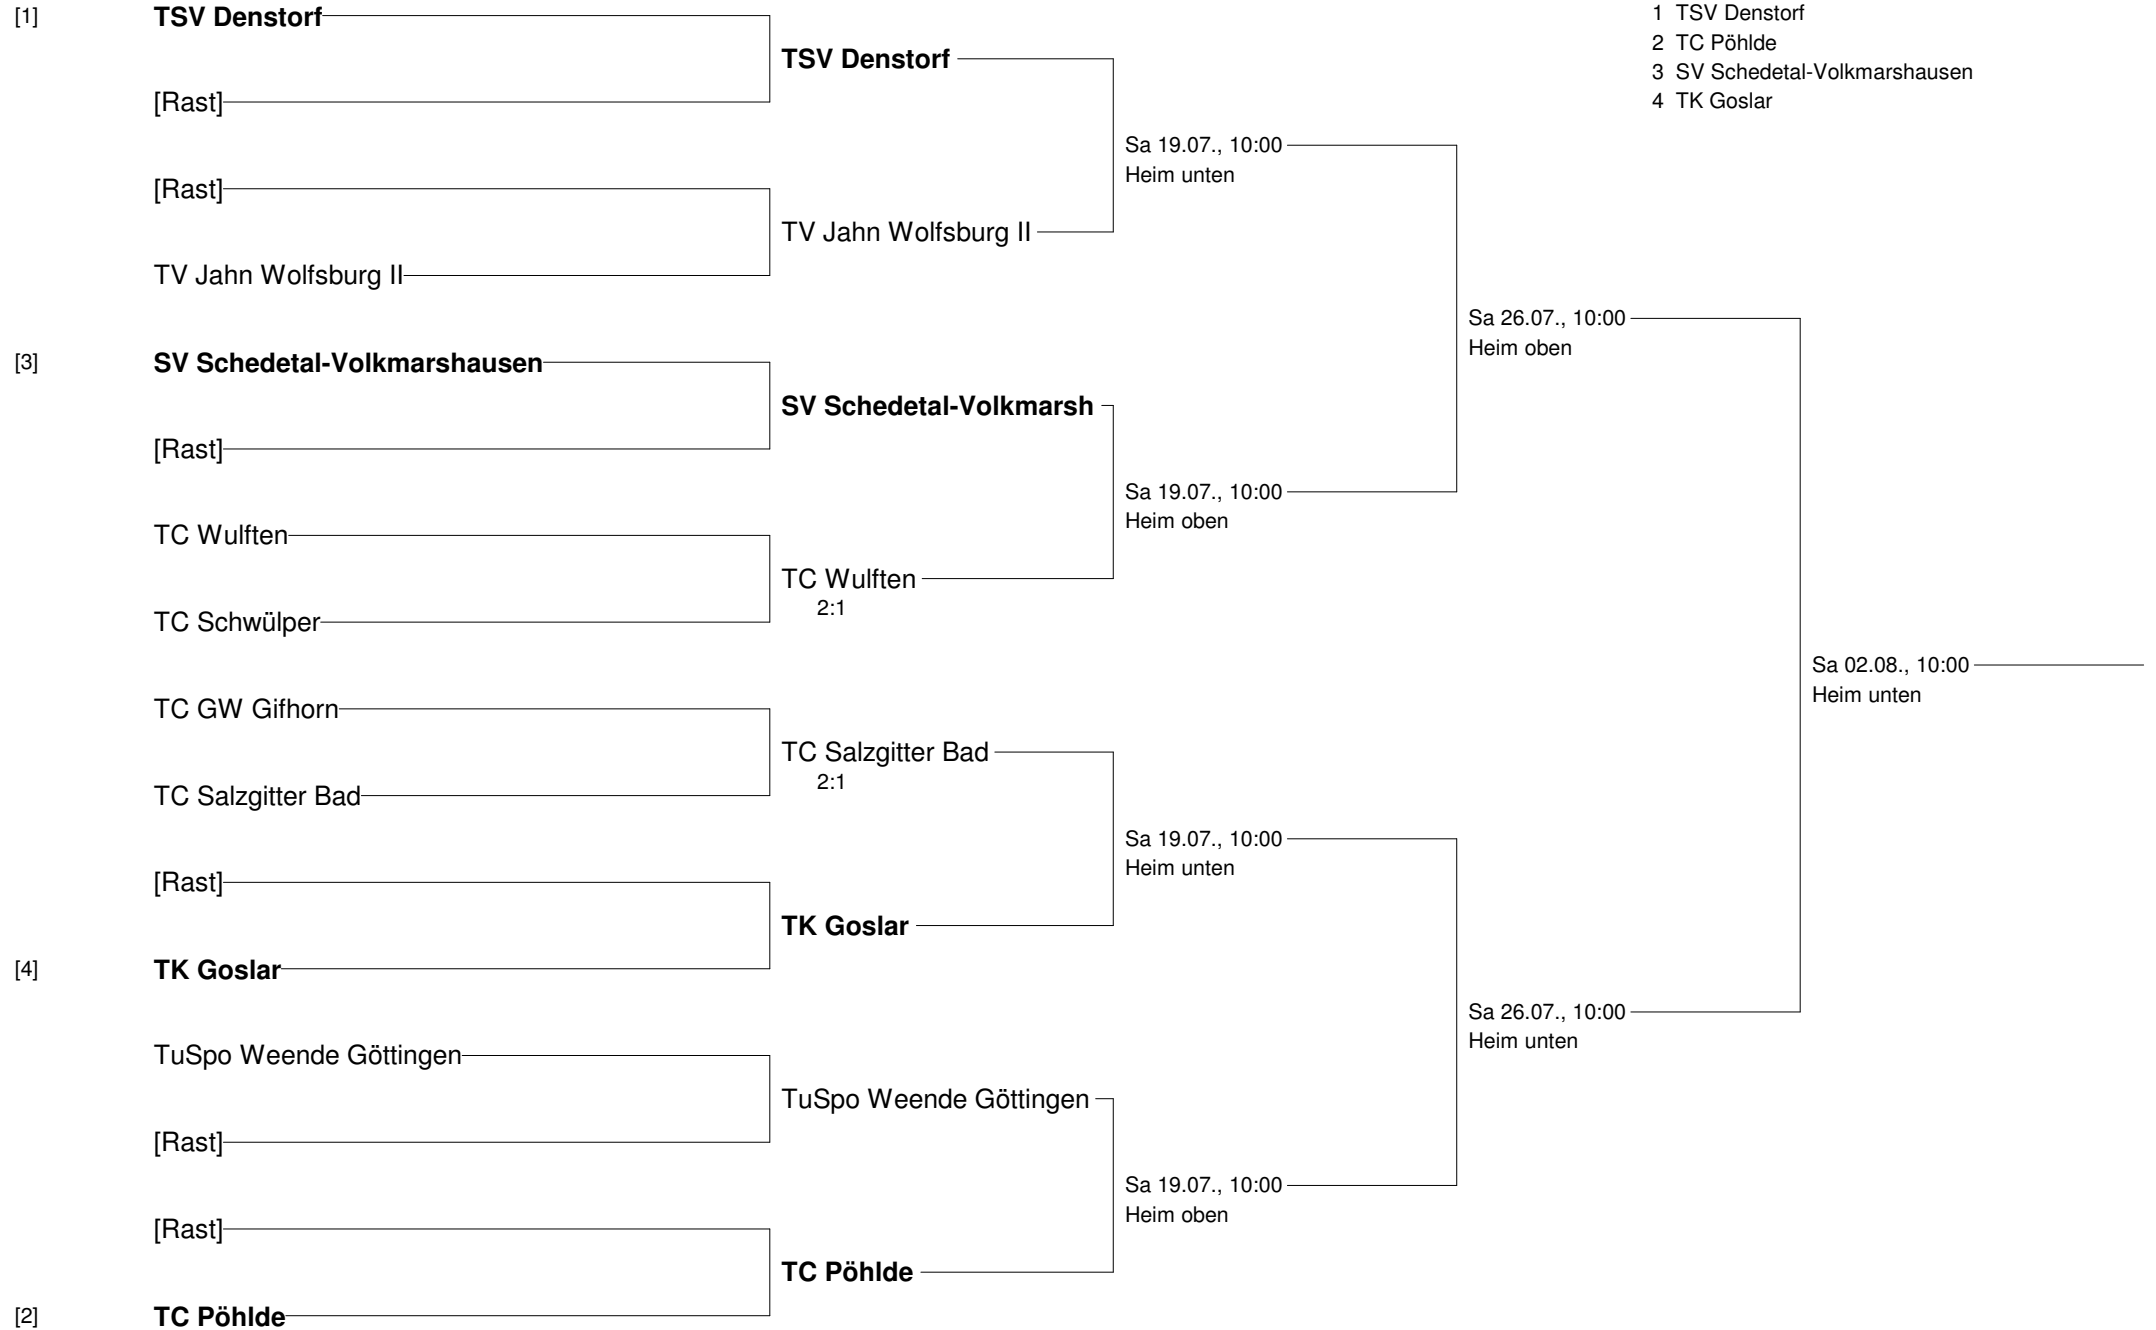 [1] TSV Denstorf
[Rast]
[Rast]
TV Jahn Wolfsburg II
[3] SV Schedetal-Volkmarshausen
[Rast]
TC Wulften
TC Schwülper
TC GW Gifhorn
TC Salzgitter Bad
[Rast]
[4] TK Goslar
TuSpo Weende Göttingen
[Rast]
[Rast]
[2] TC Pöhlde
TSV Denstorf
TV Jahn Wolfsburg II
SV Schedetal-Volkmarsh
TC Wulften
2:1
TC Salzgitter Bad
2:1
TK Goslar
TuSpo Weende Göttingen
TC Pöhlde
Sa 19.07., 10:00
Heim unten
Sa 19.07., 10:00
Heim oben
Sa 19.07., 10:00
Heim unten
Sa 19.07., 10:00
Heim oben
Sa 26.07., 10:00
Heim oben
Sa 26.07., 10:00
Heim unten
Sa 02.08., 10:00
Heim unten
1 TSV Denstorf
2 TC Pöhlde
3 SV Schedetal-Volkmarshausen
4 TK Goslar